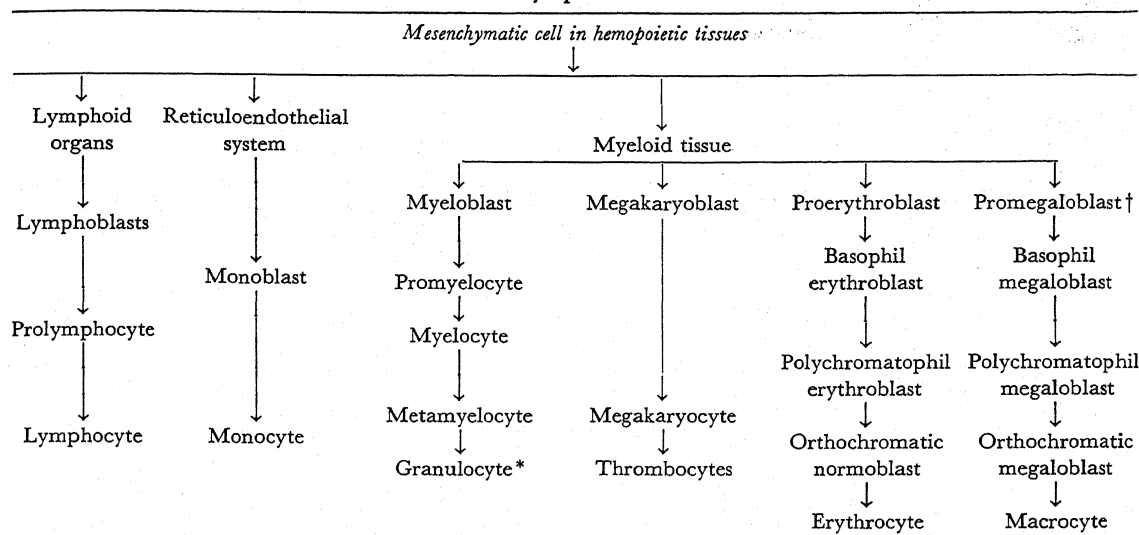 Mesenchymatic cell in hemopoietic tissues
Lymphoid
organs
Reticuloendothelial
system
Myeloid tissue
Lymphoblasts
Prolymphocyte
Lymphocyte
Monoblast
Monocyte
Myeloblast
Promyelocyte
Myelocyte
Metamyelocyte
Granulocyte*
Megakaryoblast
Megakaryocyte
Thrombocytes
Proerythroblast
Basophil
erythroblast
Polychromatophil
erythroblast
Orthochromatic
normoblast
Erythrocyte
Promegaloblast†
Basophil
megaloblast
Polychromatophil
megaloblast
Orthochromatic
megaloblast
Macrocyte